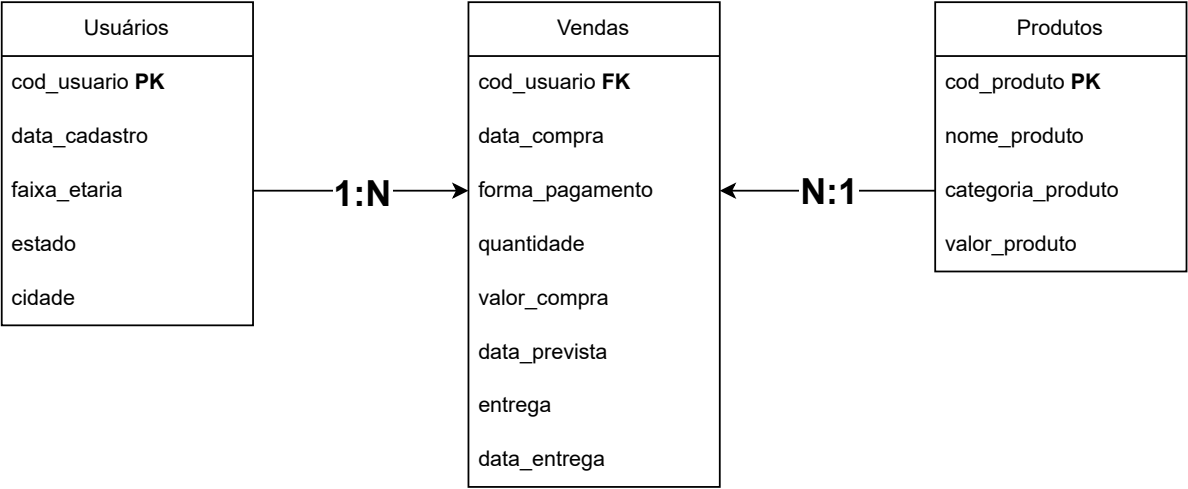 Usuários
cod_usuario PK
data_cadastro
faixa_etaria
estado
cidade
1:N
Vendas
cod_usuario FK
data_compra
forma_pagamento
quantidade
valor_compra
data_prevista
entrega
data_entrega
N:1
Produtos
cod_produto PK
nome_produto
categoria_produto
valor_produto